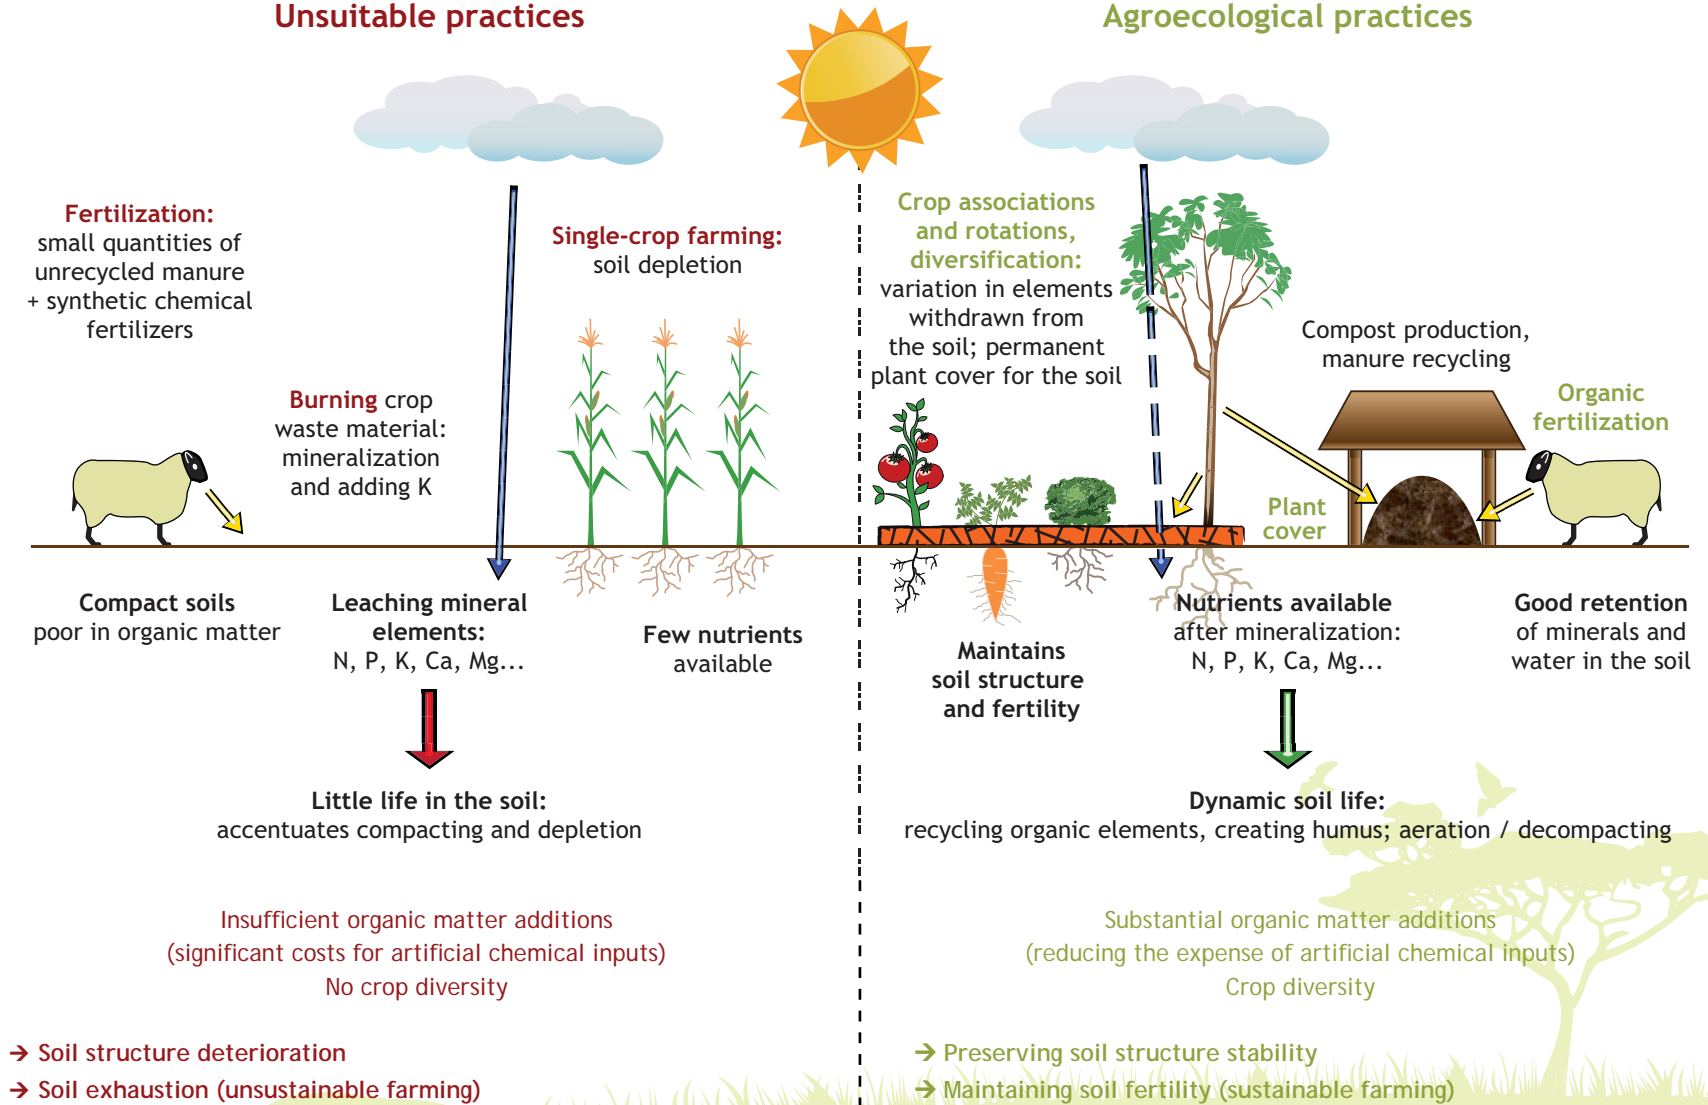 Unsuitable practices
Fertilization:
small quantities of
unrecycled manure
+ synthetic chemical
fertilizers
Burning crop
waste material:
mineralization
and adding K
Single-crop farming:
soil depletion
Compact soils
poor in organic matter
Leaching mineral
elements:
N, P, K, Ca, Mg...
Few nutrients
available
Little life in the soil:
accentuates compacting and depletion
Insufficient organic matter additions
(significant costs for artificial chemical inputs)
No crop diversity
→ Soil structure deterioration
→ Soil exhaustion (unsustainable farming)
Agroecological practices
Crop associations
and rotations,
diversification:
variation in elements
withdrawn from
the soil; permanent
plant cover for the soil
Compost production,
manure recycling
Organic
fertilization
Plant
cover
Maintains
soil structure
and fertility
Nutrients available
after mineralization:
N, P, K, Ca, Mg...
Good retention
of minerals and
water in the soil
Dynamic soil life:
recycling organic elements, creating humus; aeration / decompacting
Substantial organic matter additions
(reducing the expense of artificial chemical inputs)
Crop diversity
→ Preserving soil structure stability
→ Maintaining soil fertility (sustainable farming)